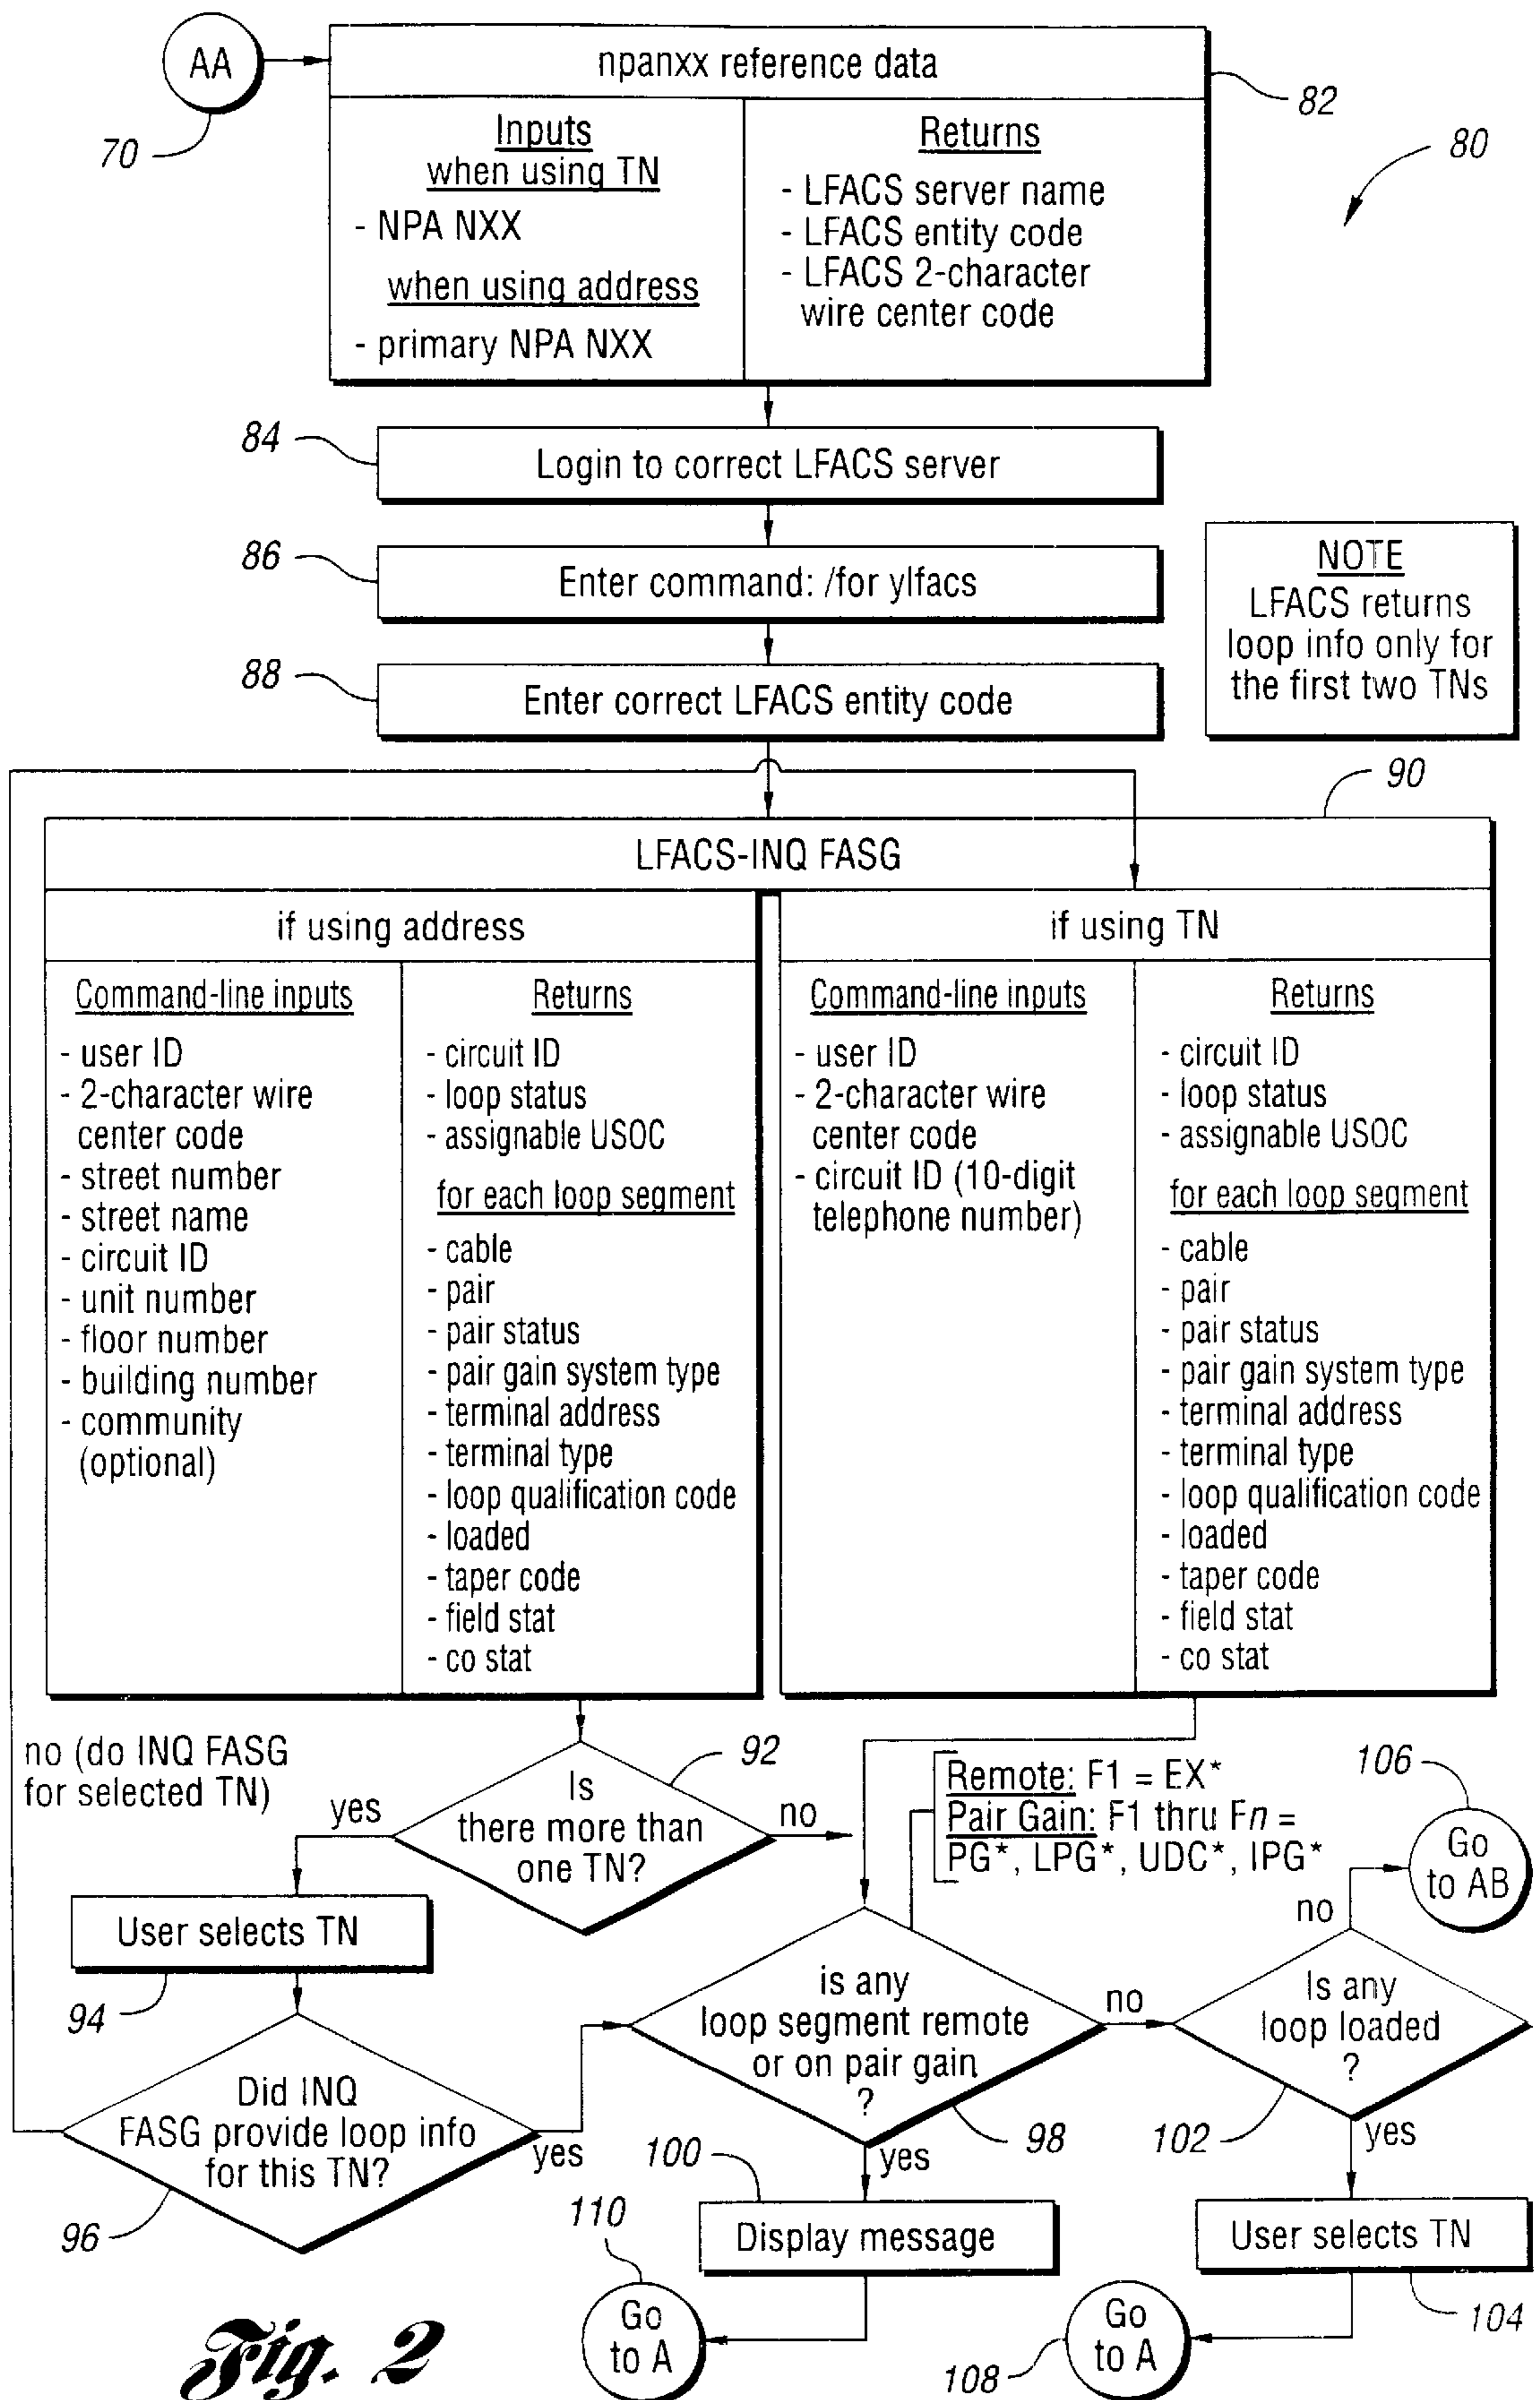 AA
70
npanxx reference data
82
80
Inputs
when using TN
- NPA NXX
when using address
- primary NPA NXX
Returns
- LFACS server name
- LFACS entity code
- LFACS 2-character
wire center code
84
Login to correct LFACS server
86
Enter command: /for ylfacs
88
Enter correct LFACS entity code
NOTE
LFACS returns
loop info only for
the first two TNs
90
LFACS-INQ FASG
if using address
Command-line inputs
- user ID
- 2-character wire
center code
- street number
- street name
- circuit ID
- unit number
- floor number
- building number
- community
(optional)
Returns
- circuit ID
- loop status
- assignable USOC
for each loop segment
- cable
- pair
- pair status
- pair gain system type
- terminal address
- terminal type
- loop qualification code
- loaded
- taper code
- field stat
- co stat
if using TN
Command-line inputs
- user ID
- 2-character wire
center code
- circuit ID (10-digit
telephone number)
Returns
- circuit ID
- loop status
- assignable USOC
for each loop segment
- cable
- pair
- pair status
- pair gain system type
- terminal address
- terminal type
- loop qualification code
- loaded
- taper code
- field stat
- co stat
no (do INQ FASG
for selected TN)
92
Is
there more than
one TN?
yes
no
Remote: F1 = EX*
Pair Gain: F1 thru Fn =
PG*, LPG*, UDC*, IPG*
106
Go
to AB
User selects TN
94
no
is any
loop segment remote
or on pair gain
?
98
no
Is any
loop loaded
?
102
Did INQ
FASG provide loop info
for this TN?
96
yes
yes
yes
100
Display message
User selects TN
104
110
Go
to A
Go
to A
108
Fig. 2